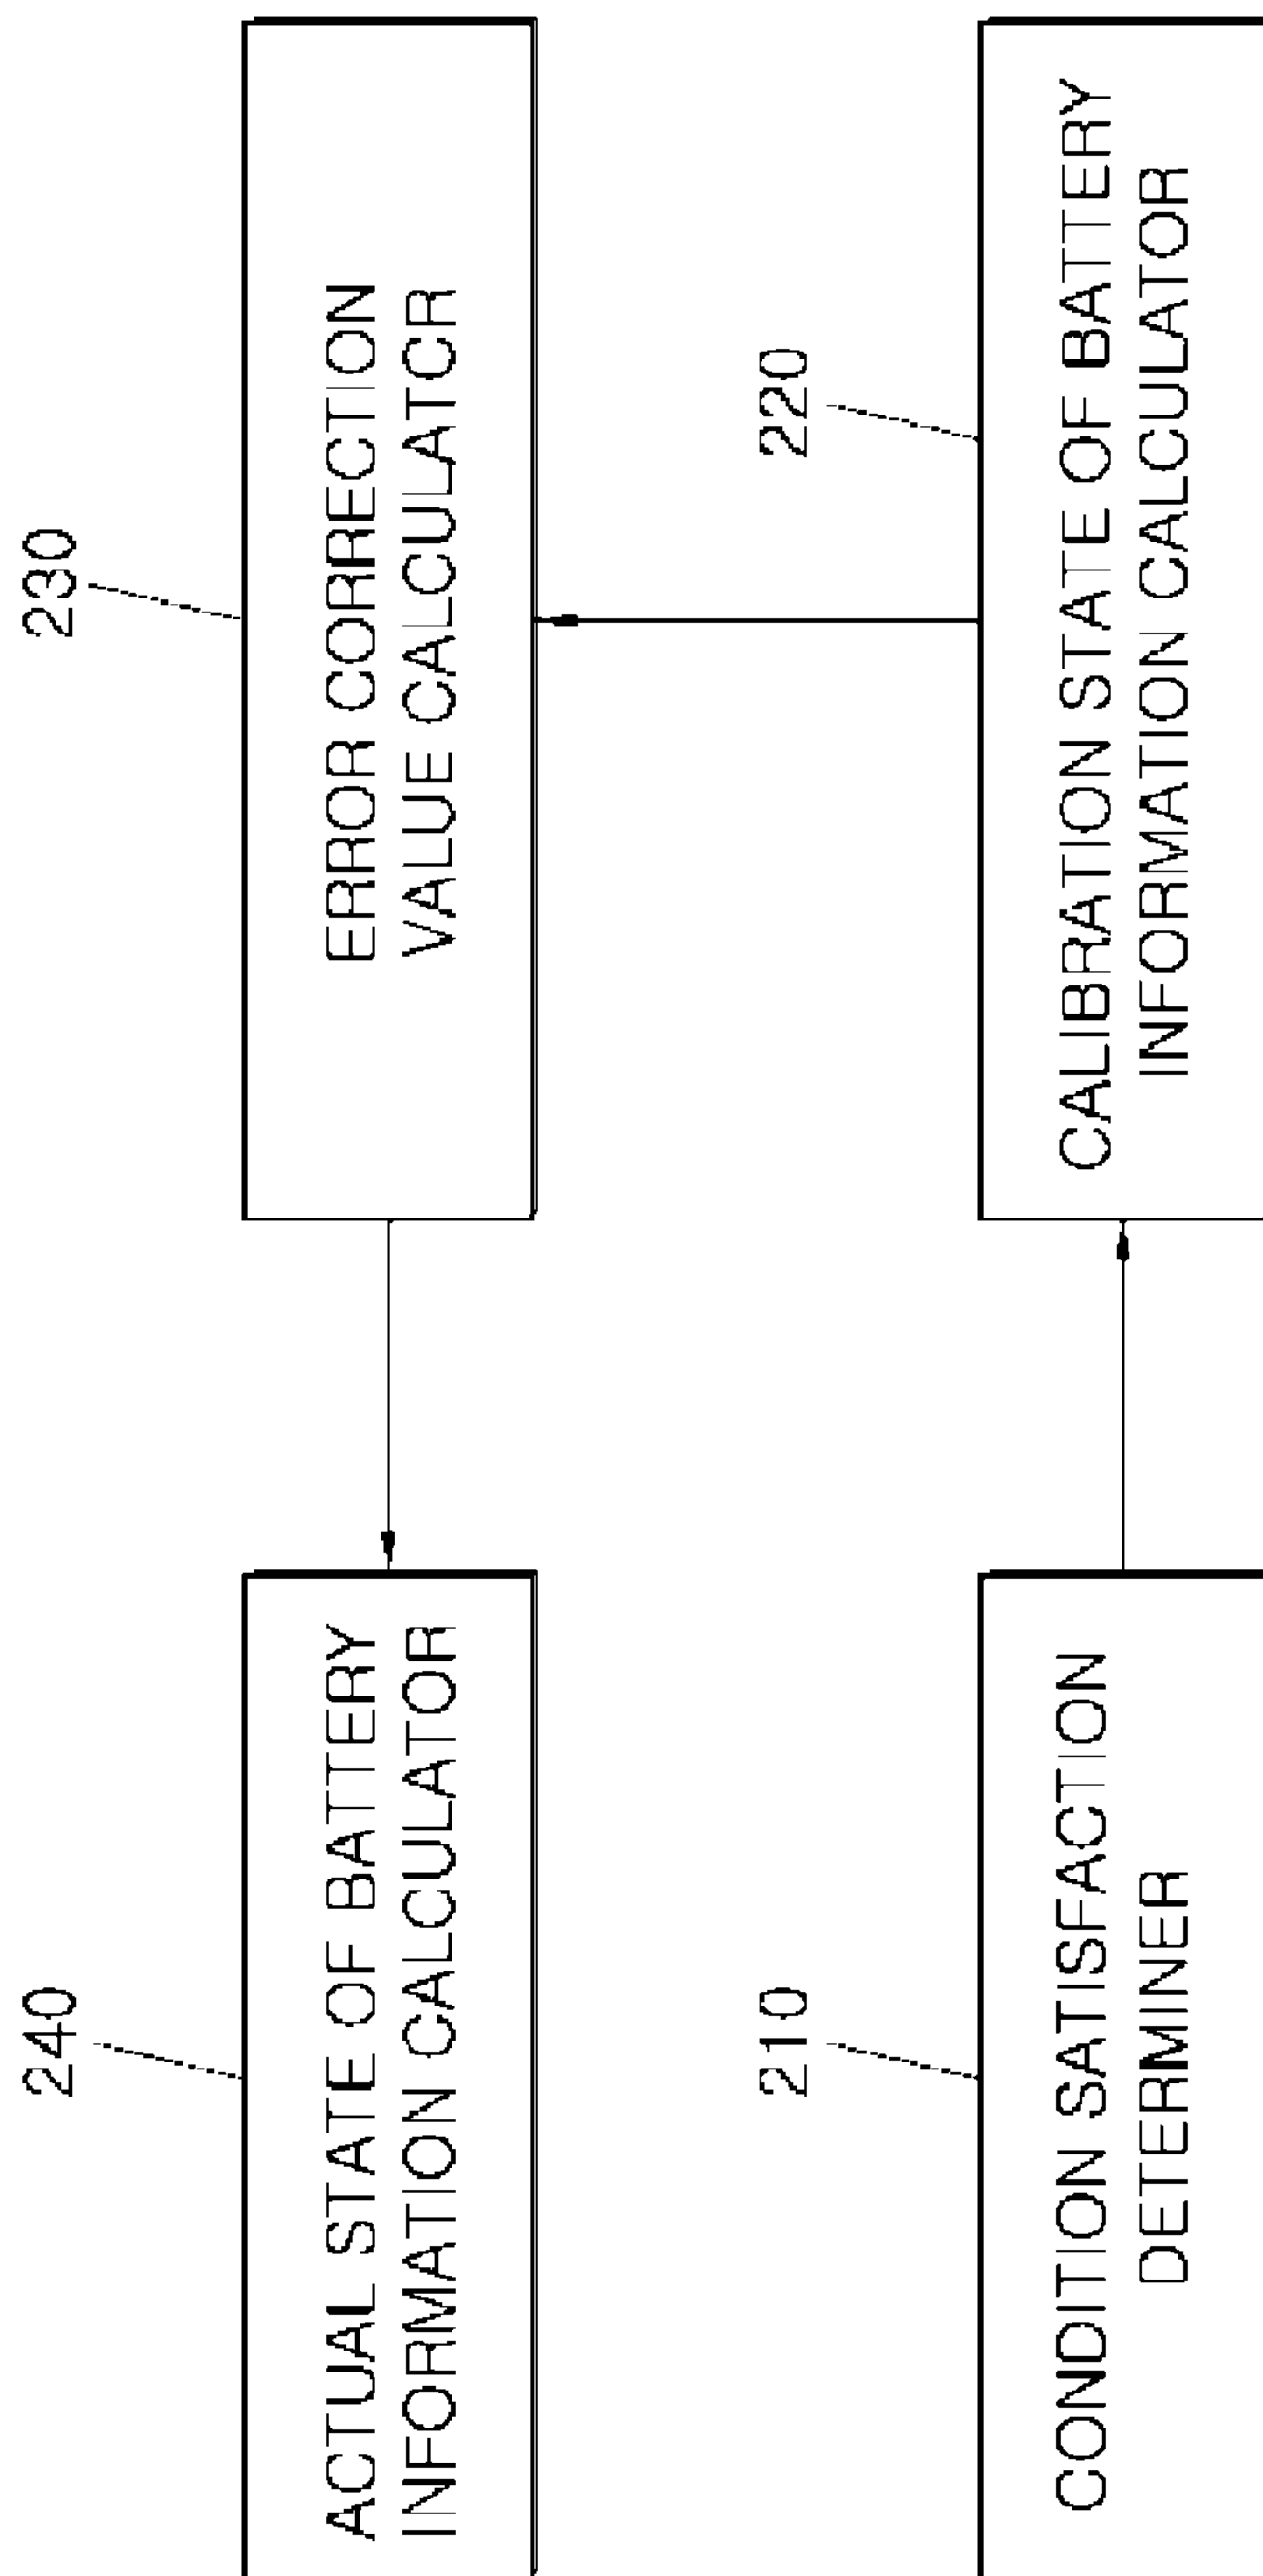 240
ACTUAL STATE OF BATTERY
INFORMATION CALCULATOR
230
ERROR CORRECTION
VALUE CALCULATOR
210
CONDITION SATISFACTION
DETERMINER
220
CALIBRATION STATE OF BATTERY
INFORMATION CALCULATOR